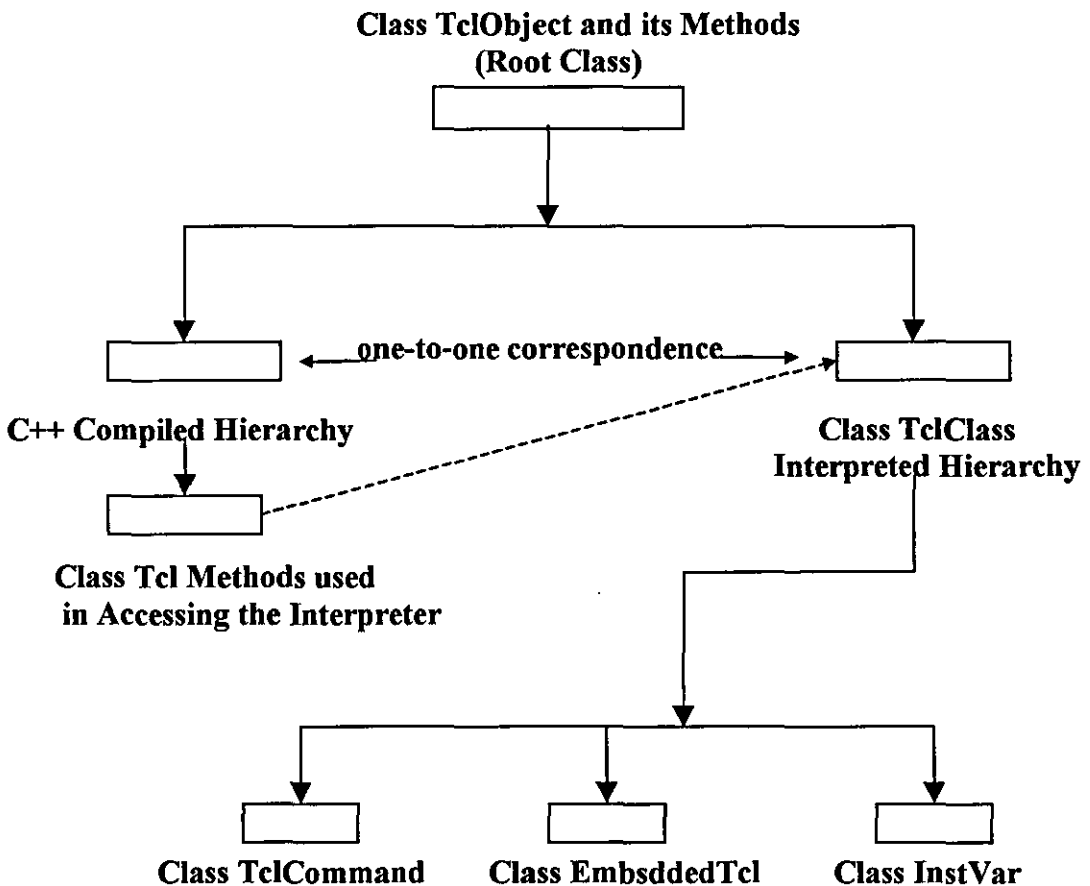 Class TclObject and its Methods
(Root Class)
one-to-one correspondence
C++ Compiled Hierarchy
Class TclClass
Interpreted Hierarchy
Class Tcl Methods used
in Accessing the Interpreter
Class TclCommand
Class EmbsddedTcl
Class InstVar